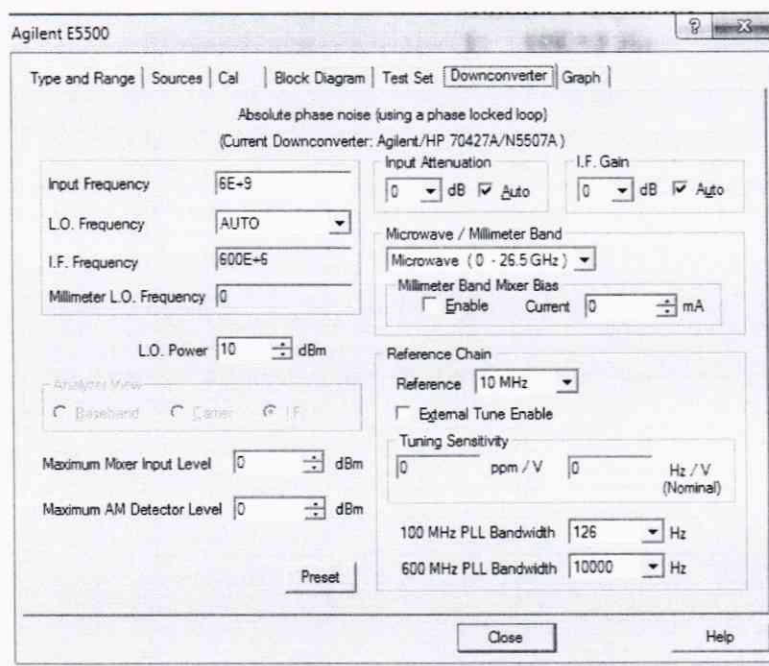 Agilent E5500
Type and Range Sources Cal Block Diagram Test Set Downconverter Graph
Absolute phase noise (using a phase locked loop)
(Current Downconverter: Agilent/HP 70427A/N5507A)
Input Frequency 6E+9
L.O. Frequency AUTO
I.F. Frequency 600E+6
Millimeter L.O. Frequency 0
L.O. Power 10 dBm
Analyzer View
Baseband Carrier I.F.
Maximum Mixer Input Level 0 dBm
Maximum AM Detector Level 0 dBm
Preset
Input Attenuation
0 dB Auto
I.F. Gain
0 dB Auto
Microwave / Millimeter Band
Microwave ( 0 - 26.5 GHz )
Millimeter Band Mixer Bias
Enable Current 0 mA
Reference Chain
Reference 10 MHz
External Tune Enable
Tuning Sensitivity
0 ppm / V 0 Hz / V
(Nominal)
100 MHz PLL Bandwidth 126 Hz
600 MHz PLL Bandwidth 10000 Hz
Close Help